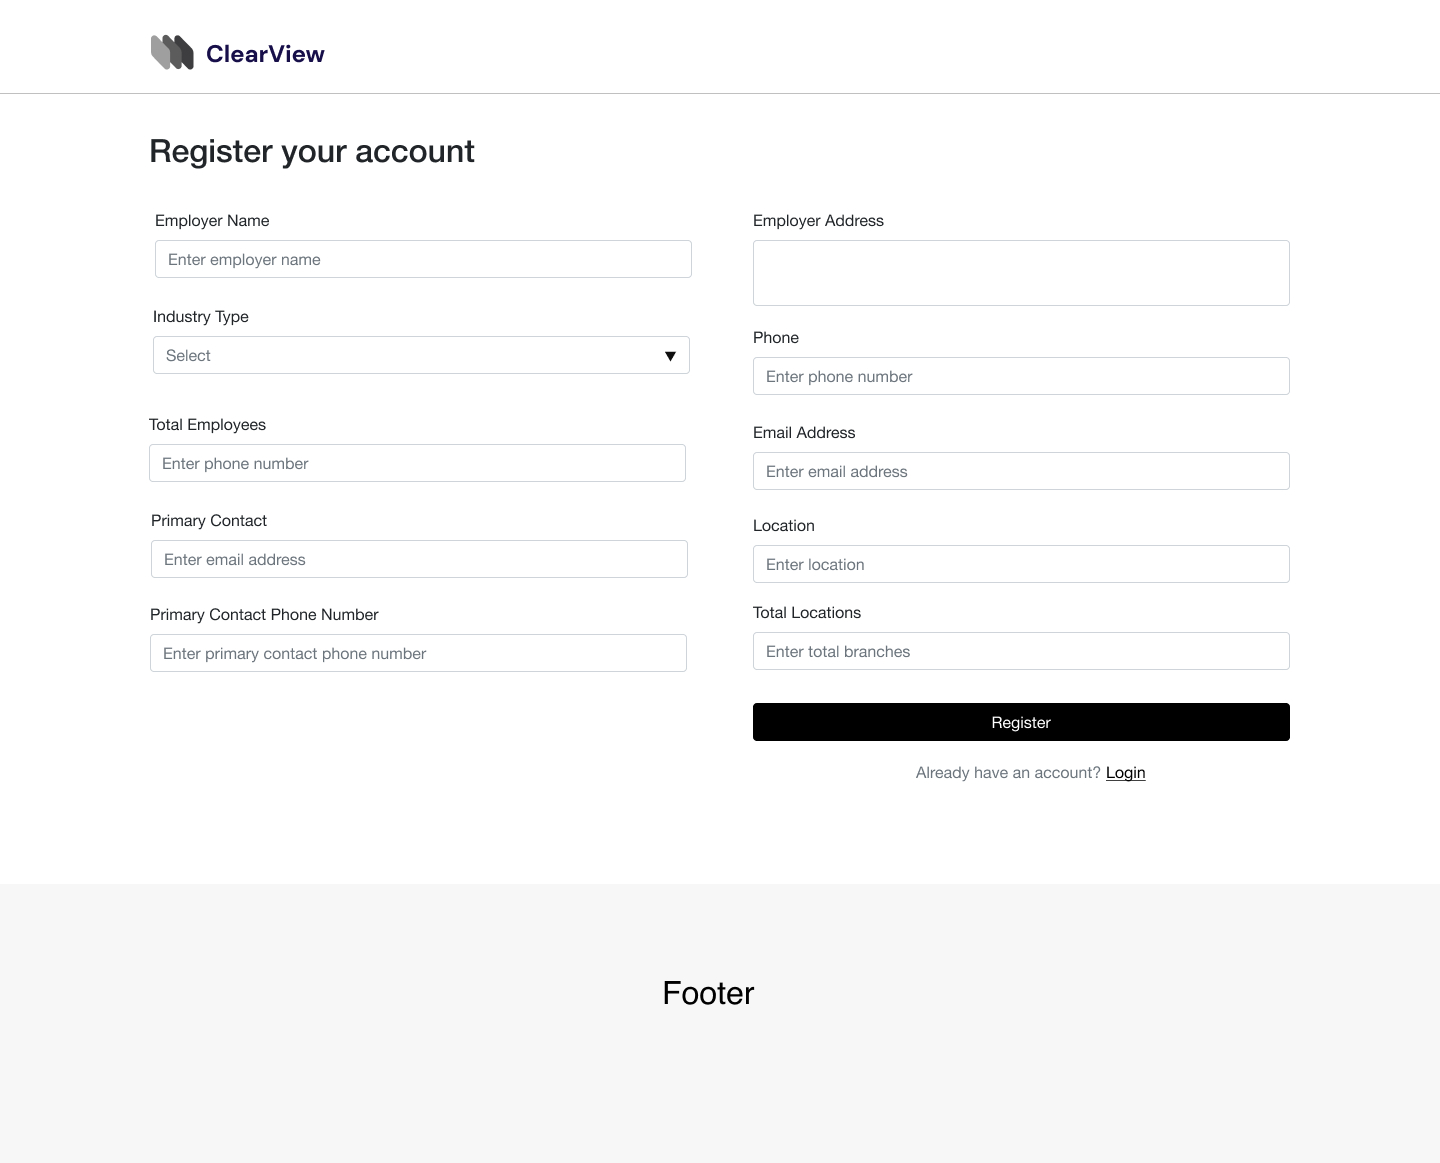 ClearView
Register your account
Employer Name
Enter employer name
Industry Type
Select
Total Employees
Enter phone number
Primary Contact
Enter email address
Primary Contact Phone Number
Enter primary contact phone number
Employer Address
Phone
Enter phone number
Email Address
Enter email address
Location
Enter location
Total Locations
Enter total branches
Register
Already have an account? Login
Footer